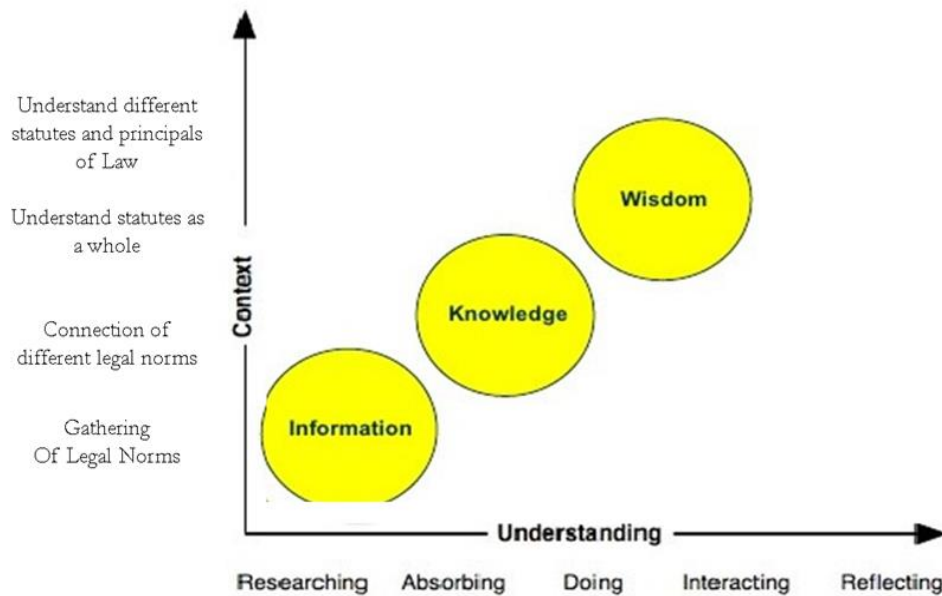 Understand different
statutes and principals
of Law
Understand statutes as
a whole
Connection of
different legal norms
Gathering
Of Legal Norms
Context
Wisdom
Knowledge
Information
Understanding
Researching Absorbing Doing Interacting Reflecting